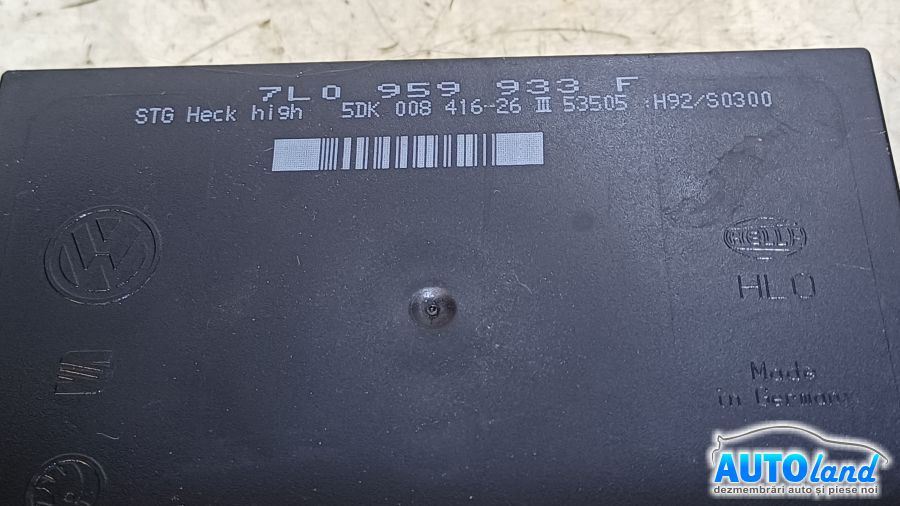 7L0 959 933 F
STG Heck high 5DK 008 416-26 III 53505 H92/S0300
HELLA
HLO
Made
in Germany
AUTOland
dezmembrări auto și piese noi